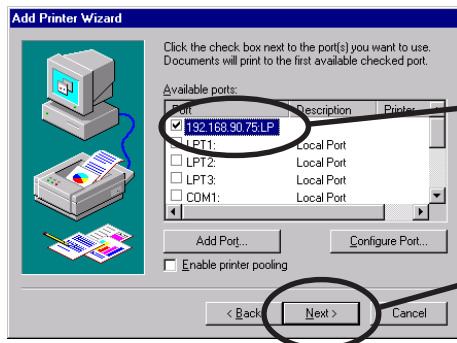 Add Printer Wizard
Click the check box next to the port(s) you want to use.
Documents will print to the first available checked port.
Available ports:
Port Description Printer
192.168.90.75:LP
LPT1: Local Port
LPT2: Local Port
LPT3: Local Port
COM1: Local Port
Add Port... Configure Port...
Enable printer pooling
< Back Next > Cancel